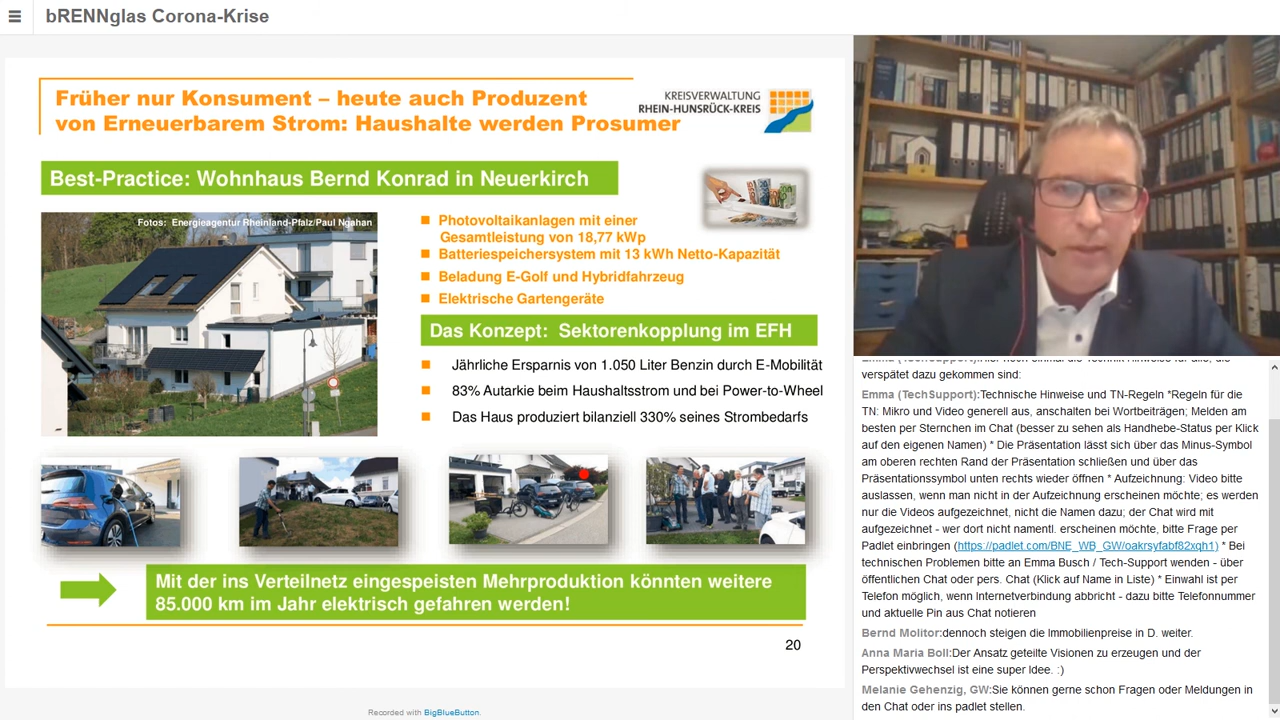 bRENNglas Corona-Krise
Früher nur Konsument – heute auch Produzent
von Erneuerbarem Strom: Haushalte werden Prosumer
KREISVERWALTUNG
RHEIN-HUNSRÜCK-KREIS
Best-Practice: Wohnhaus Bernd Konrad in Neuerkirch
Fotos: Energieagentur Rheinland-Pfalz/Paul Ngahan
Photovoltaikanlagen mit einer
Gesamtleistung von 18,77 kWp
Batteriespeichersystem mit 13 kWh Netto-Kapazität
Beladung E-Golf und Hybridfahrzeug
Elektrische Gartengeräte
Das Konzept: Sektorenkopplung im EFH
Jährliche Ersparnis von 1.050 Liter Benzin durch E-Mobilität
83% Autarkie beim Haushaltsstrom und bei Power-to-Wheel
Das Haus produziert bilanziell 330% seines Strombedarfs
Mit der ins Verteilnetz eingespeisten Mehrproduktion könnten weitere
85.000 km im Jahr elektrisch gefahren werden!
20
Recorded with BigBlueButton.
verspätet dazu gekommen sind:
Emma (TechSupport):Technische Hinweise und TN-Regeln *Regeln für die
TN: Mikro und Video generell aus, anschalten bei Wortbeiträgen; Melden am
besten per Sternchen im Chat (besser zu sehen als Handhebe-Status per Klick
auf den eigenen Namen) * Die Präsentation lässt sich über das Minus-Symbol
am oberen rechten Rand der Präsentation schließen und über das
Präsentationssymbol unten rechts wieder öffnen * Aufzeichnung: Video bitte
auslassen, wenn man nicht in der Aufzeichnung erscheinen möchte; es werden
nur die Videos aufgezeichnet, nicht die Namen dazu; der Chat wird mit
aufgezeichnet - wer dort nicht namentl. erscheinen möchte, bitte Frage per
Padlet einbringen (https://padlet.com/BNE_WB_GW/oakrsyfabf82xqh1) * Bei
technischen Problemen bitte an Emma Busch / Tech-Support wenden - über
öffentlichen Chat oder pers. Chat (Klick auf Name in Liste) * Einwahl ist per
Telefon möglich, wenn Internetverbindung abbricht - dazu bitte Telefonnummer
und aktuelle Pin aus Chat notieren
Bernd Molitor:dennoch steigen die Immobilienpreise in D. weiter.
Anna Maria Boll:Der Ansatz geteilte Visionen zu erzeugen und der
Perspektivwechsel ist eine super Idee. :)
Melanie Gehenzig, GW:Sie können gerne schon Fragen oder Meldungen in
den Chat oder ins padlet stellen.